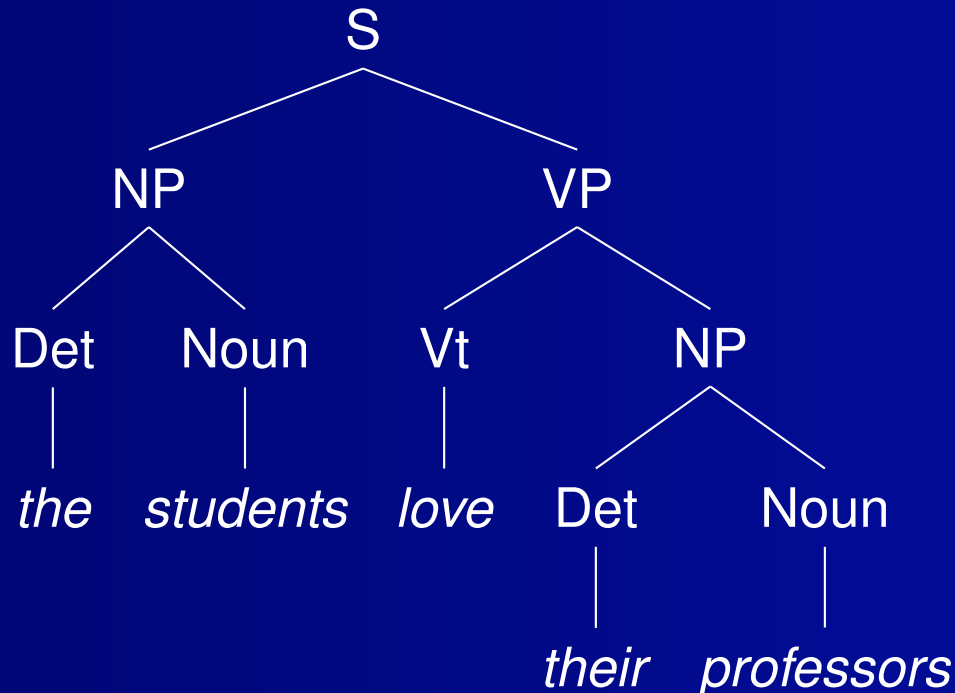 S
NP VP
Det Noun Vt NP
the students love Det Noun
their professors